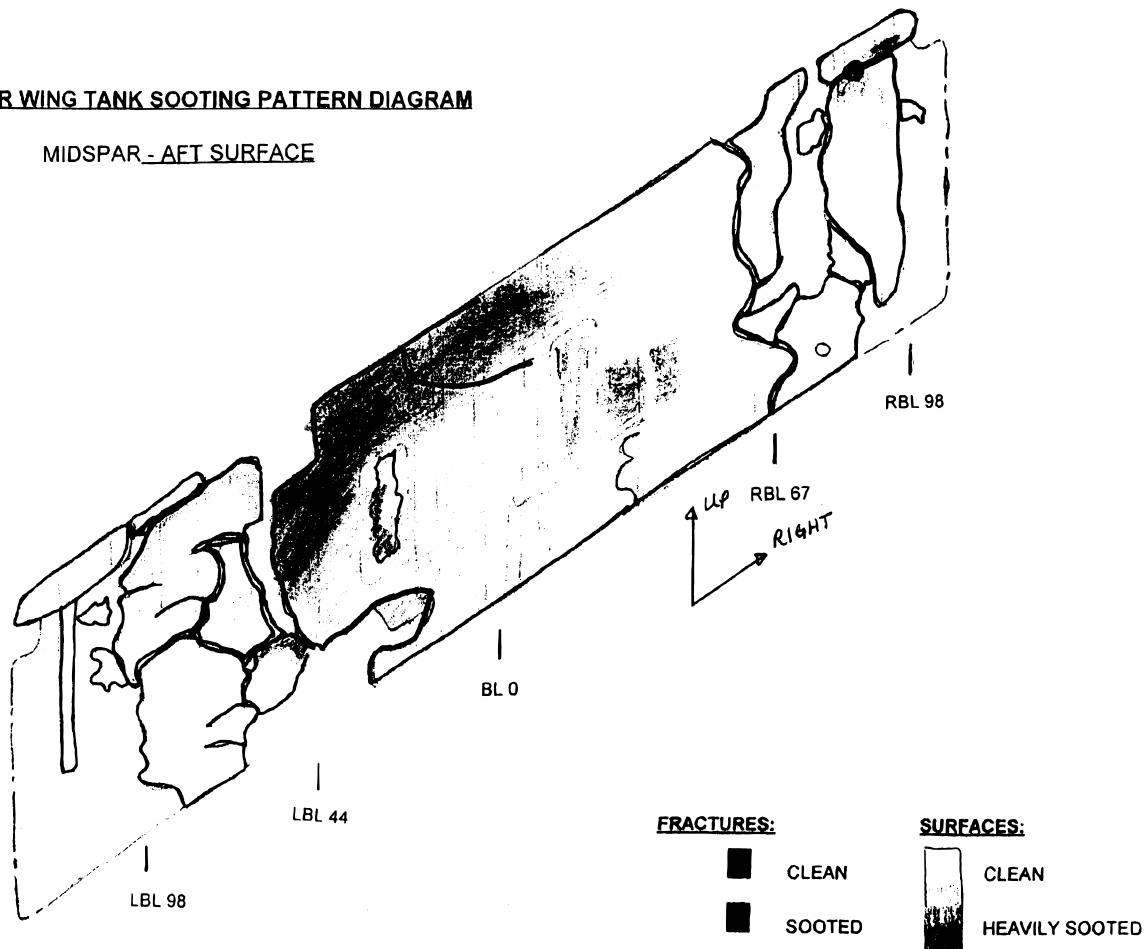 R WING TANK SOOTING PATTERN DIAGRAM
MIDSPAR - AFT SURFACE
RBL 98
RBL 67
UP
RIGHT
BL 0
LBL 44
LBL 98
FRACTURES:
CLEAN
SOOTED
SURFACES:
CLEAN
HEAVILY SOOTED